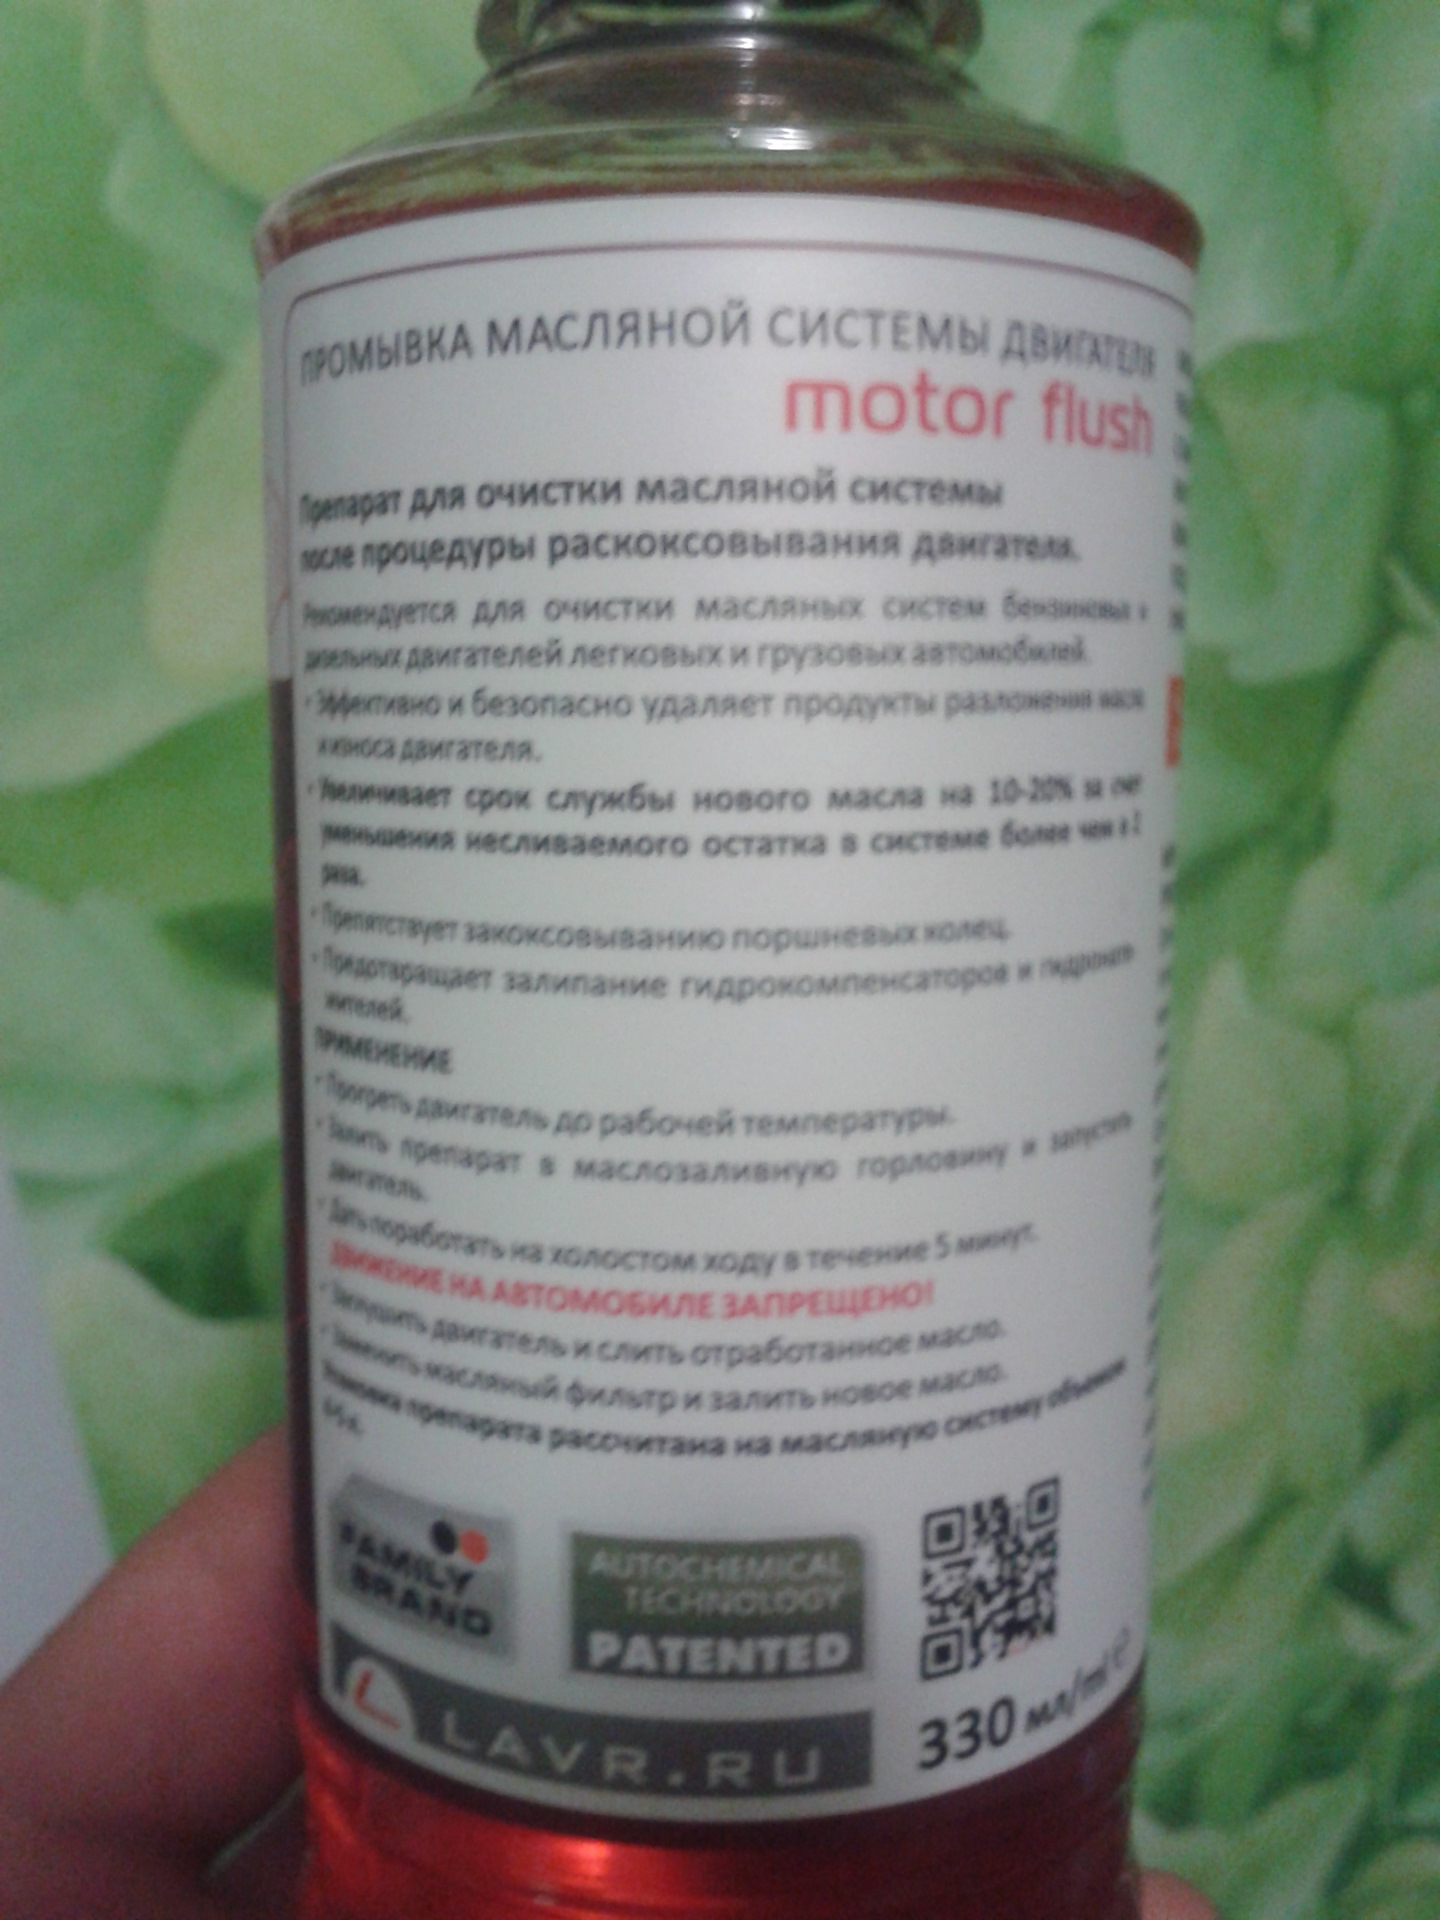 ПРОМЫВКА МАСЛЯНОЙ СИСТЕМЫ ДВИГАТЕЛЯ
motor flush
Препарат для очистки масляной системы
после процедуры раскоксовывания двигателя.
Рекомендуется для очистки масляных систем бензиновых и
дизельных двигателей легковых и грузовых автомобилей.
• Эффективно и безопасно удаляет продукты разложения масла
и износа двигателя.
• Увеличивает срок службы нового масла на 10-20% за счет
уменьшения несливаемого остатка в системе более чем в 2
раза.
• Препятствует закоксовыванию поршневых колец.
• Предотвращает залипание гидрокомпенсаторов и гидронатя-
жителей.
ПРИМЕНЕНИЕ
• Прогреть двигатель до рабочей температуры.
• Залить препарат в маслозаливную горловину и запустить
двигатель.
• Дать поработать на холостом ходу в течение 5 минут.
ДВИЖЕНИЕ НА АВТОМОБИЛЕ ЗАПРЕЩЕНО!
• Заглушить двигатель и слить отработанное масло.
• Заменить масляный фильтр и залить новое масло.
Упаковка препарата рассчитана на масляную систему объемом
FAMILY
BRAND
AUTOCHEMICAL
TECHNOLOGY
PATENTED
LAVR.RU
330 мл/ml ℮